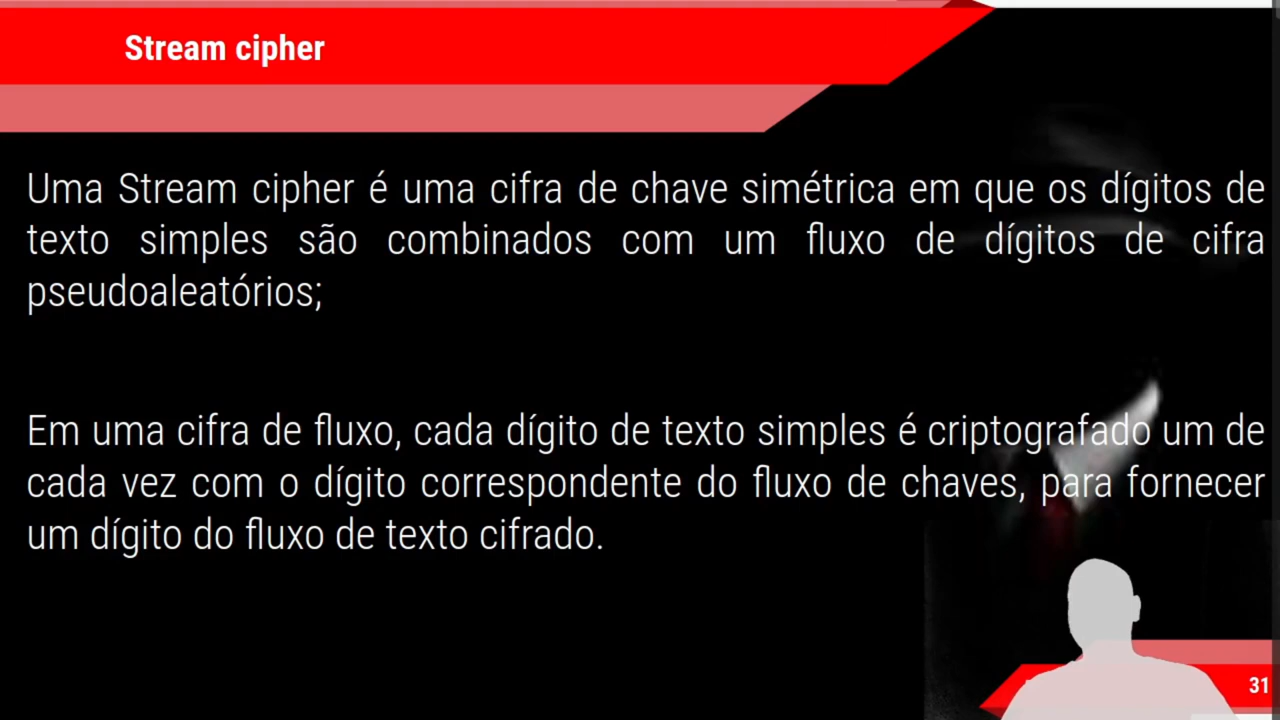 Stream cipher
Uma Stream cipher é uma cifra de chave simétrica em que os dígitos de
texto simples são combinados com um fluxo de dígitos de cifra
pseudoaleatórios;
Em uma cifra de fluxo, cada dígito de texto simples é criptografado um de
cada vez com o dígito correspondente do fluxo de chaves, para fornecer
um dígito do fluxo de texto cifrado.
31